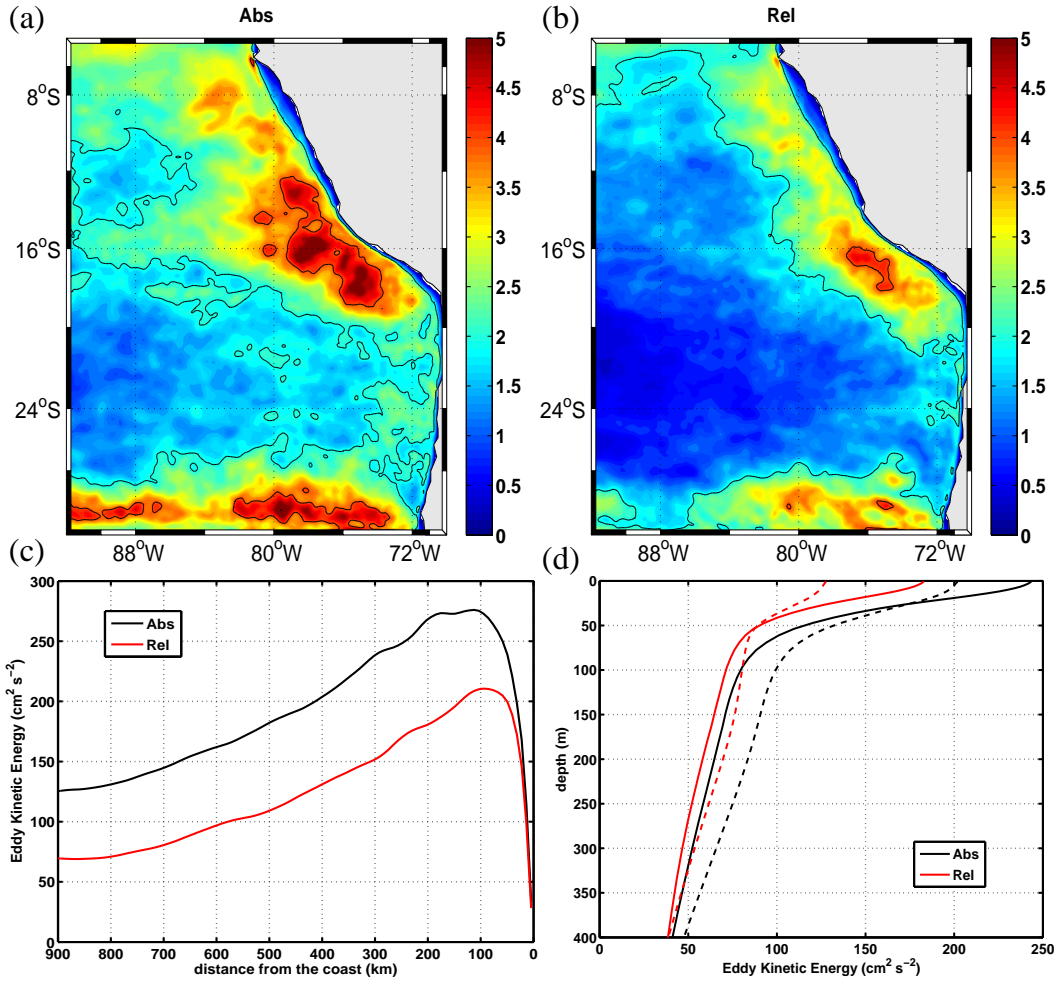 (a) Abs (b) Rel
5 5
4.5 4.5
8°S 8°S
4 4
3.5 3.5
3 3
16°S 16°S
2.5 2.5
2 2
1.5 1.5
24°S 24°S
1 1
0.5 0.5
0 0
88°W 80°W 72°W 88°W 80°W 72°W
(c) (d)
300
250
200
150
100
50
0
Eddy Kinetic Energy (cm² s⁻²)
Abs
Rel
900 800 700 600 500 400 300 200 100 0
distance from the coast (km)
0
50
100
150
200
250
300
350
400
depth (m)
Abs
Rel
0 50 100 150 200 250
Eddy Kinetic Energy (cm² s⁻²)